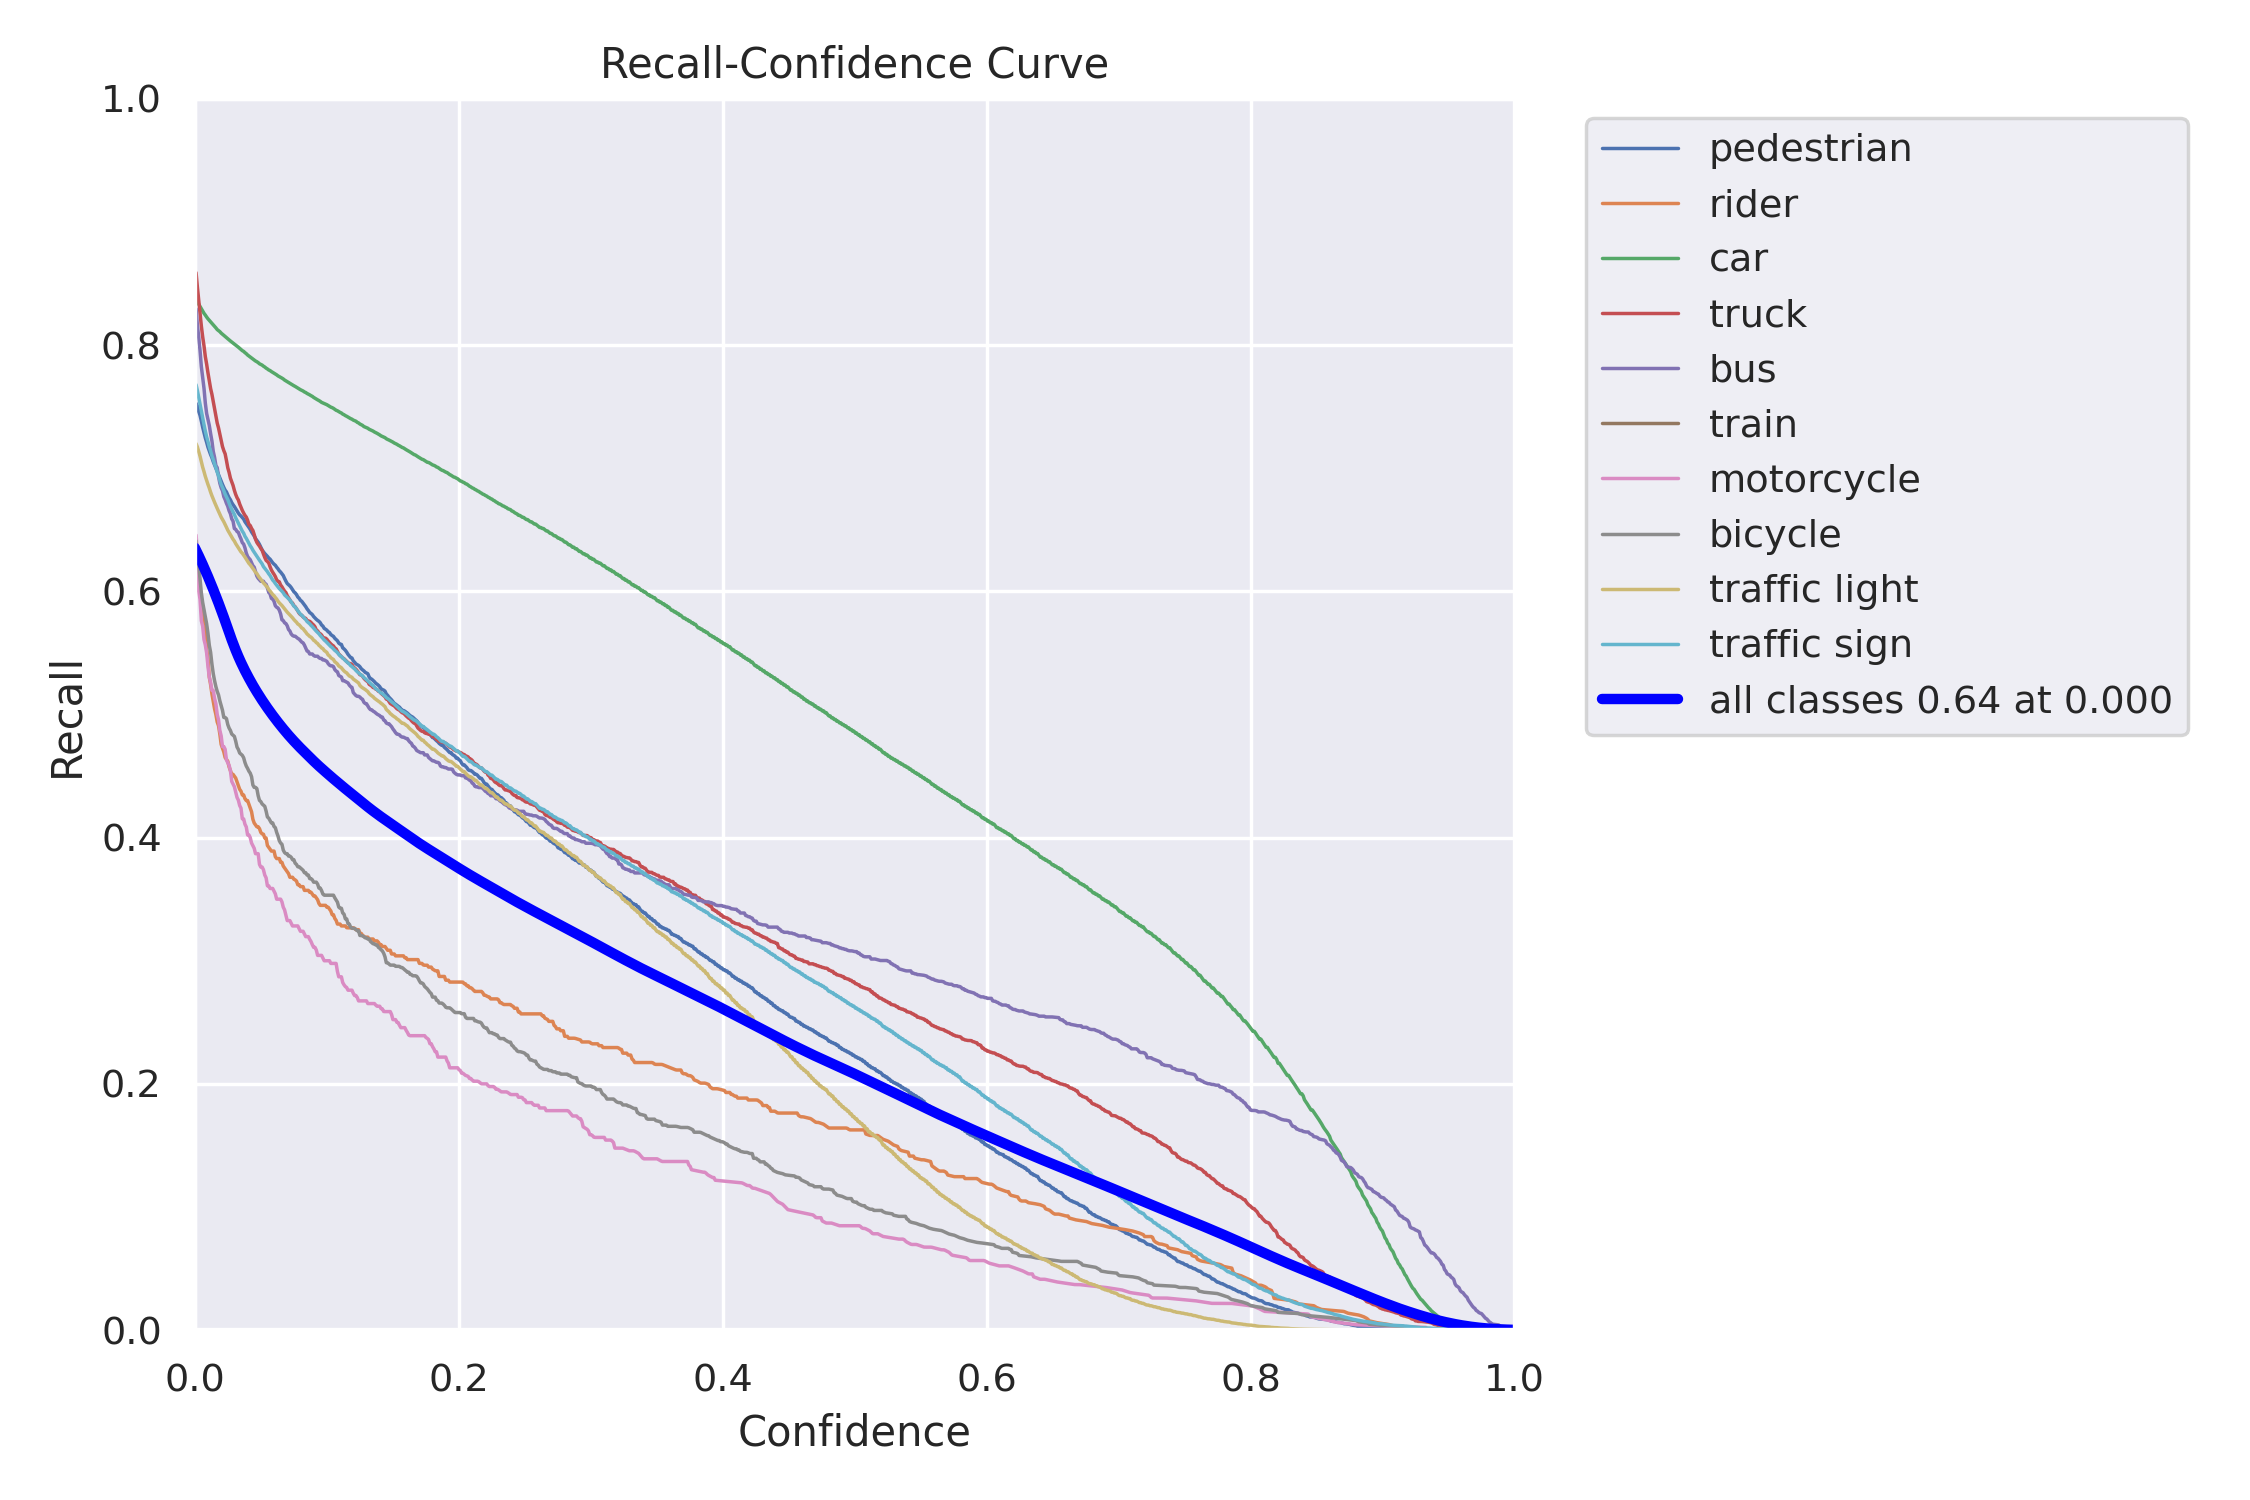 Recall-Confidence Curve
1.0
0.8
0.6
0.4
0.2
0.0
Recall
0.0 0.2 0.4 0.6 0.8 1.0
Confidence
pedestrian
rider
car
truck
bus
train
motorcycle
bicycle
traffic light
traffic sign
all classes 0.64 at 0.000